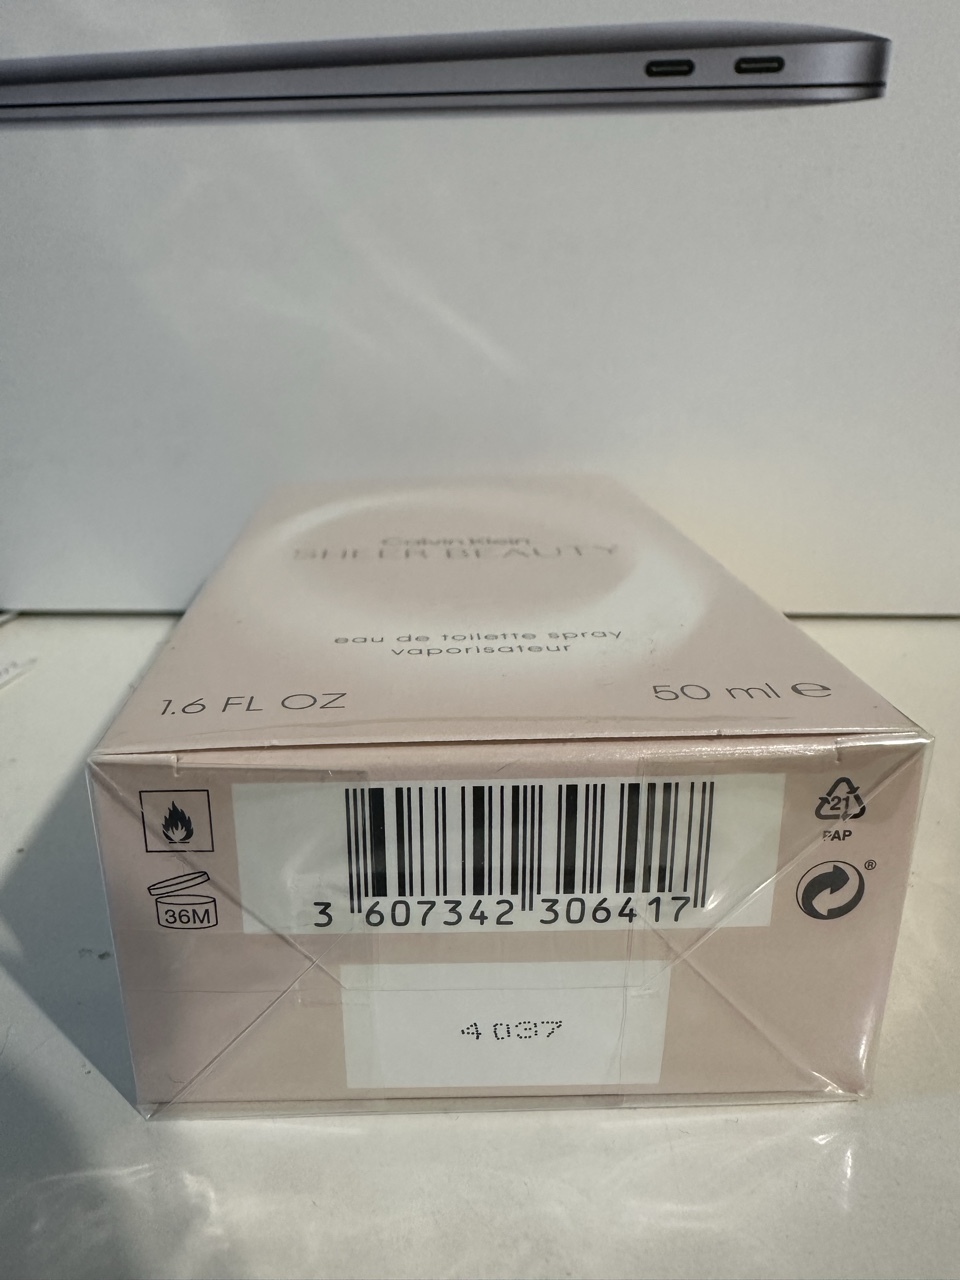 Calvin Klein
SHEER BEAUTY
eau de toilette spray
vaporisateur
1.6 FL OZ
50 ml ℮
21
PAP
36M
®
3 607342 306417
4037